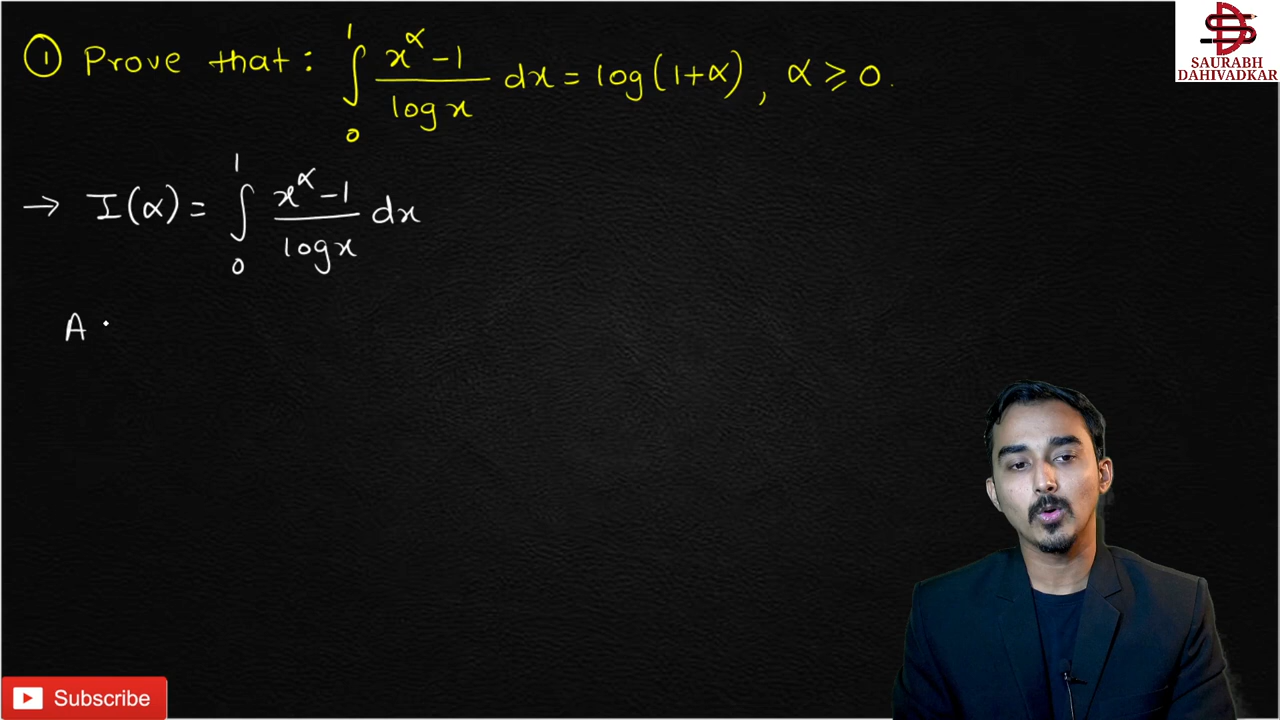 ① Prove that : ∫₀¹ (x^α − 1)/(log x) dx = log(1+α) , α ⩾ 0.
SAURABH
DAHIVADKAR
→ I(α) = ∫₀¹ (x^α − 1)/(log x) dx
A
Subscribe